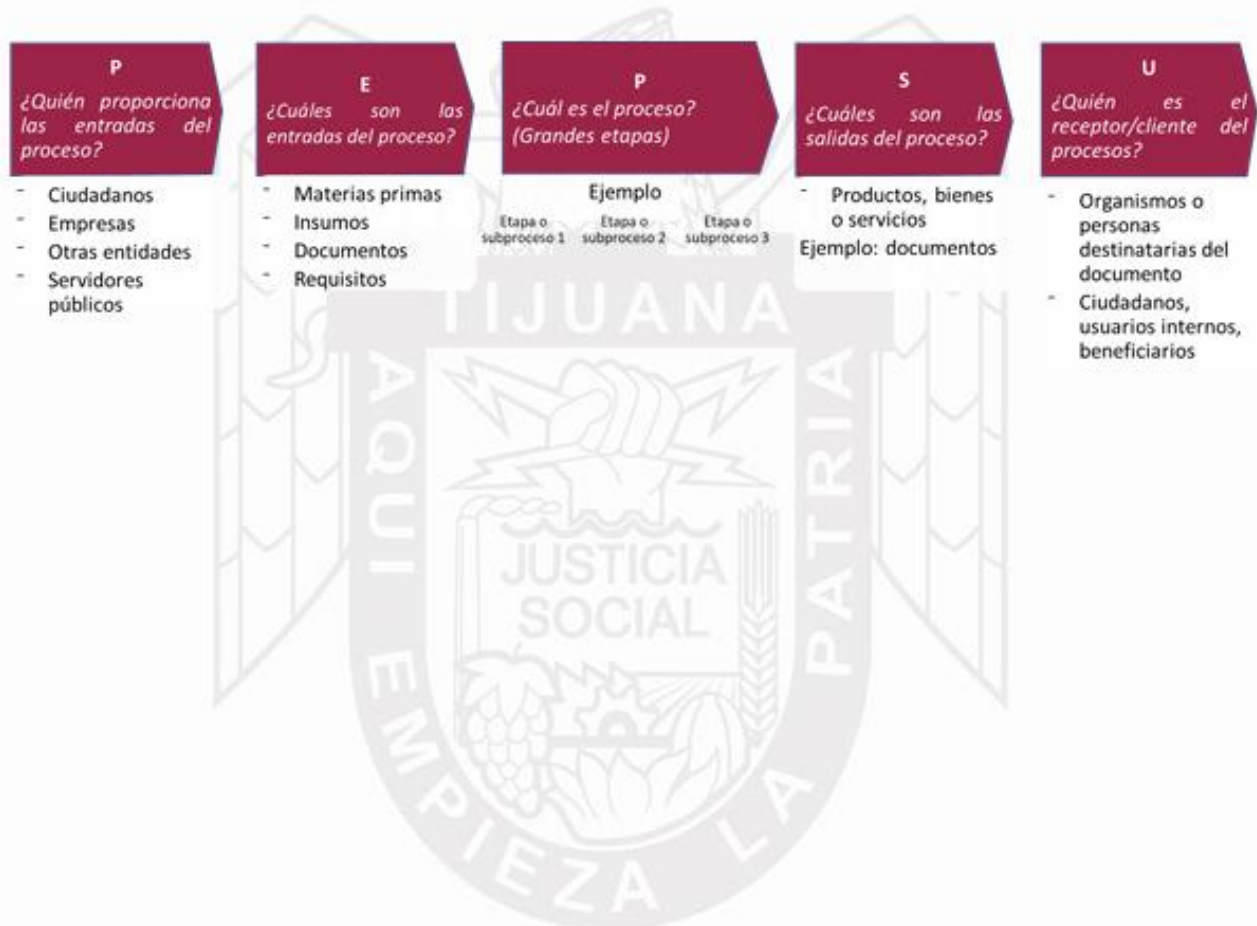 P
¿Quién proporciona
las entradas del
proceso?
- Ciudadanos
- Empresas
- Otras entidades
- Servidores
públicos
E
¿Cuáles son las
entradas del proceso?
- Materias primas
- Insumos
- Documentos
- Requisitos
P
¿Cuál es el proceso?
(Grandes etapas)
Ejemplo
Etapa o
subproceso 1
Etapa o
subproceso 2
Etapa o
subproceso 3
S
¿Cuáles son las
salidas del proceso?
- Productos, bienes
o servicios
Ejemplo: documentos
U
¿Quién es el
receptor/cliente del
procesos?
- Organismos o
personas
destinatarias del
documento
- Ciudadanos,
usuarios internos,
beneficiarios
TIJUANA
AQUI EMPIEZA LA PATRIA
JUSTICIA
SOCIAL